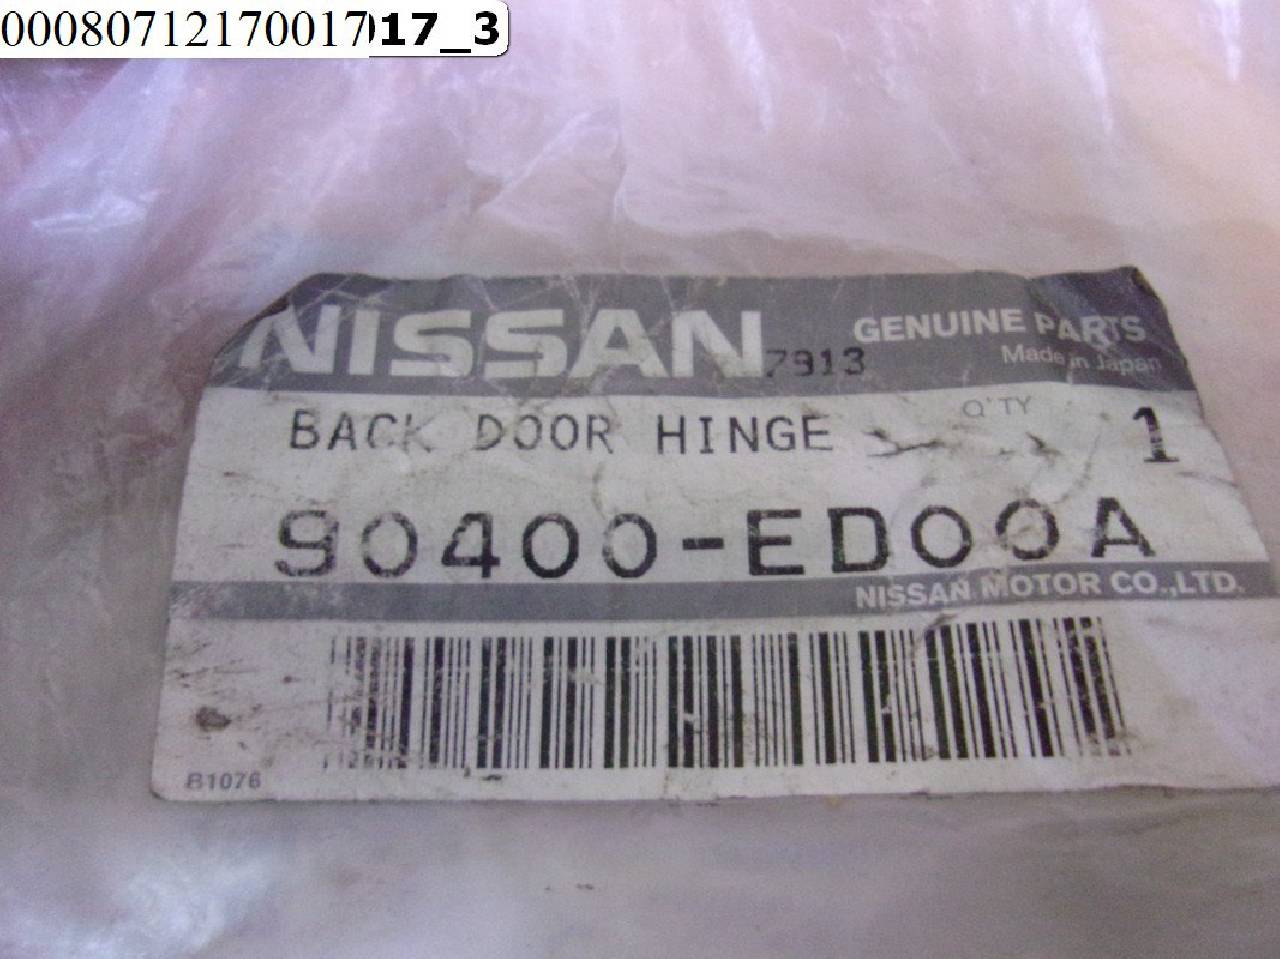 00080712170017017_3
NISSAN
GENUINE PARTS
Made in Japan
7913
BACK DOOR HINGE
Q'TY
1
90400-ED00A
NISSAN MOTOR CO.,LTD.
B1076